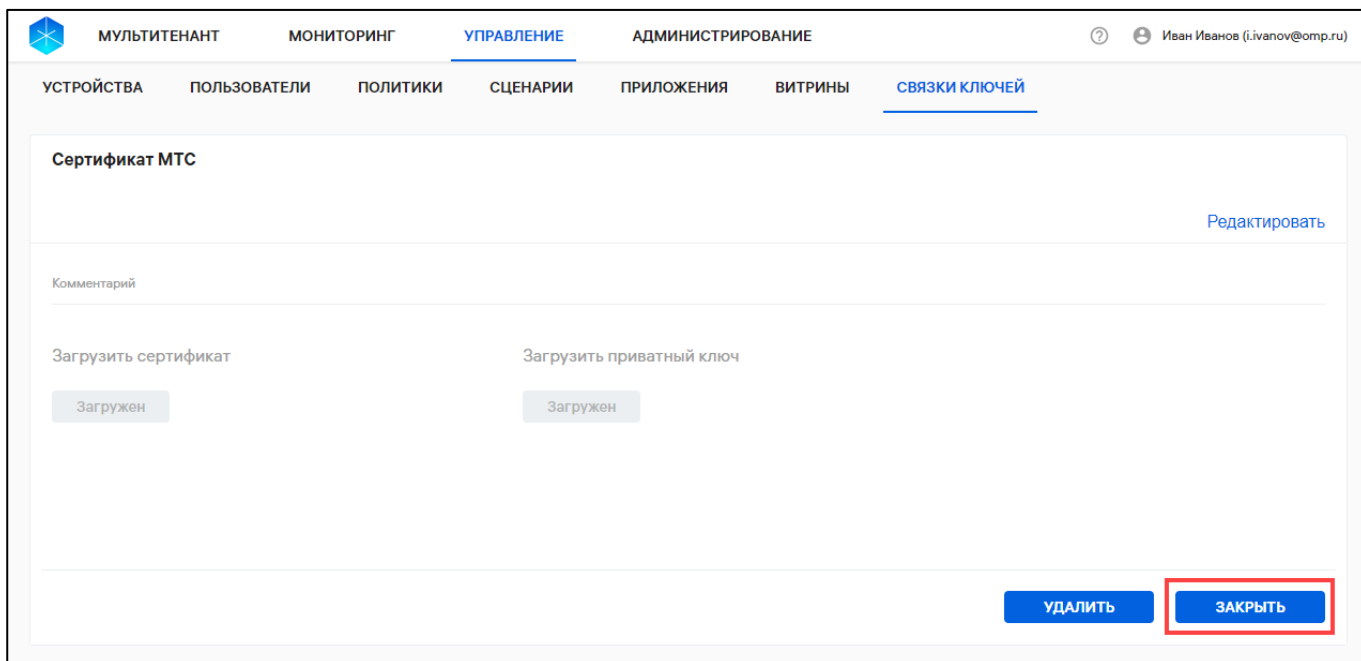 МУЛЬТИТЕНАНТ МОНИТОРИНГ УПРАВЛЕНИЕ АДМИНИСТРИРОВАНИЕ Иван Иванов (i.ivanov@omp.ru)
УСТРОЙСТВА ПОЛЬЗОВАТЕЛИ ПОЛИТИКИ СЦЕНАРИИ ПРИЛОЖЕНИЯ ВИТРИНЫ СВЯЗКИ КЛЮЧЕЙ
Сертификат МТС
Редактировать
Комментарий
Загрузить сертификат Загрузить приватный ключ
Загружен Загружен
УДАЛИТЬ ЗАКРЫТЬ